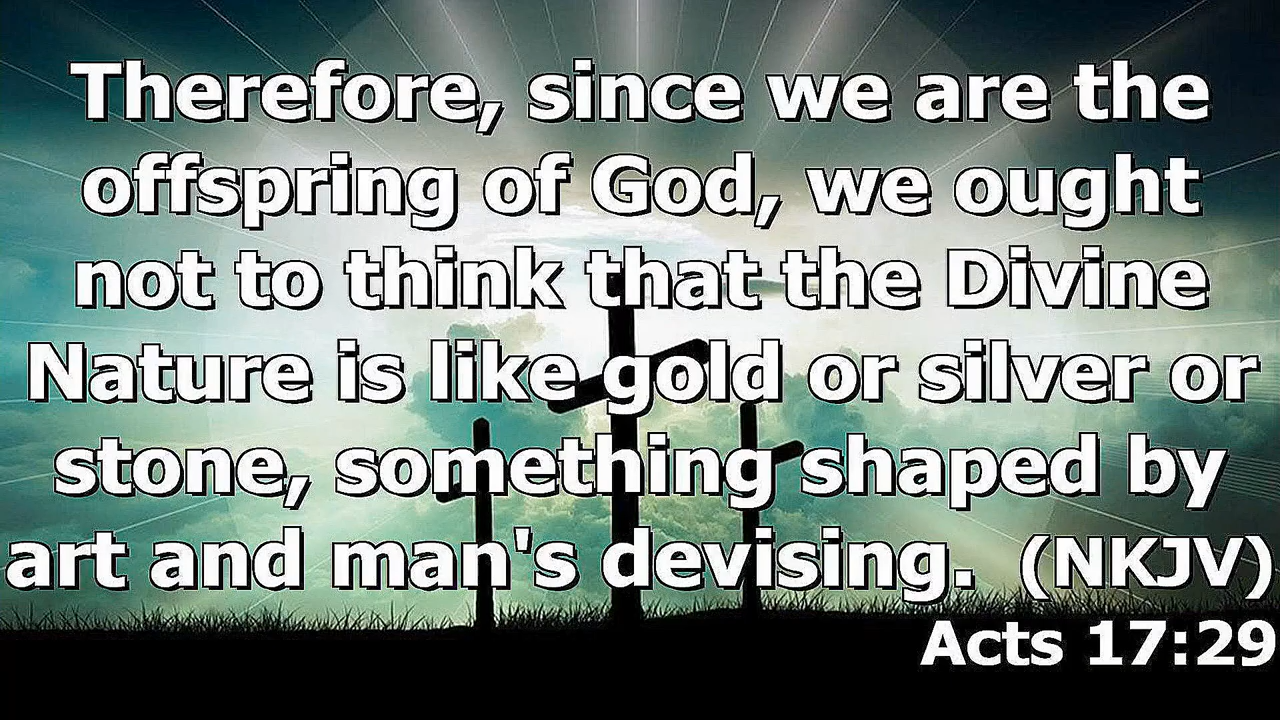 Therefore, since we are the
offspring of God, we ought
not to think that the Divine
Nature is like gold or silver or
stone, something shaped by
art and man's devising. (NKJV)
Acts 17:29